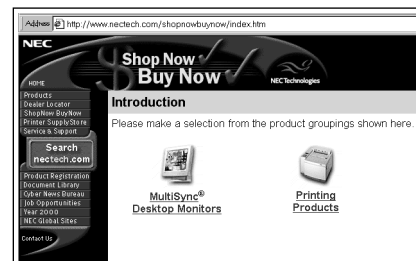 Address http://www.nectech.com/shopnowbuynow/index.htm
NEC
Shop Now
Buy Now
NEC Technologies
HOME
Products
Dealer Locator
ShopNow BuyNow
Printer Supply Store
Service & Support
Search
nectech.com
Product Registration
Document Library
Cyber News Bureau
Job Opportunities
Year 2000
NEC Global Sites
Contact Us
Introduction
Please make a selection from the product groupings shown here.
MultiSync®
Desktop Monitors
Printing
Products